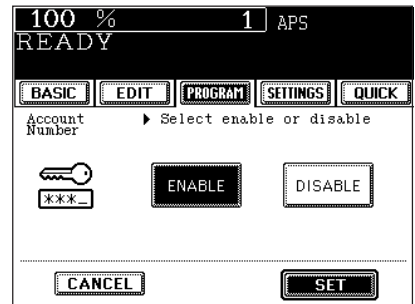 100 % 1 APS
READY
BASIC EDIT PROGRAM SETTINGS QUICK
Account Number ▶ Select enable or disable
***_ ENABLE DISABLE
CANCEL SET